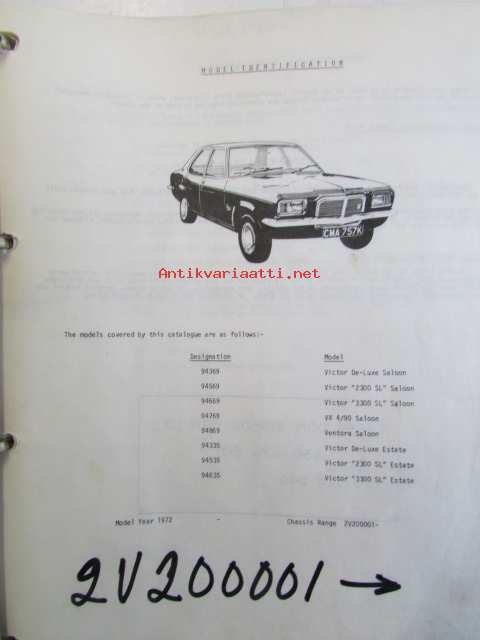 MODEL IDENTIFICATION
CMA 757K
Antikvariaatti.net
The models covered by this catalogue are as follows:-
Designation Model
94369 Victor De-Luxe Saloon
94569 Victor "2300 SL" Saloon
94669 Victor "3300 SL" Saloon
94769 VX 4/90 Saloon
94869 Ventora Saloon
94335 Victor De-Luxe Estate
94535 Victor "2300 SL" Estate
94635 Victor "3300 SL" Estate
Model Year 1972 - Chassis Range 2V200001-
2V200001 →